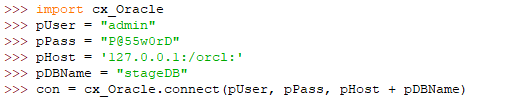 >>> import cx_Oracle
>>> pUser = "admin"
>>> pPass = "P@55w0rD"
>>> pHost = '127.0.0.1:/orcl:'
>>> pDBName = "stageDB"
>>> con = cx_Oracle.connect(pUser, pPass, pHost + pDBName)